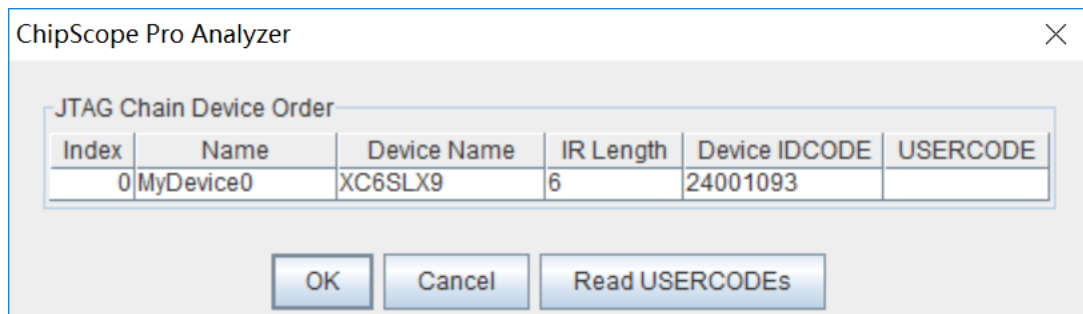 ChipScope Pro Analyzer
JTAG Chain Device Order
Index Name Device Name IR Length Device IDCODE USERCODE
0 MyDevice0 XC6SLX9 6 24001093
OK Cancel Read USERCODEs